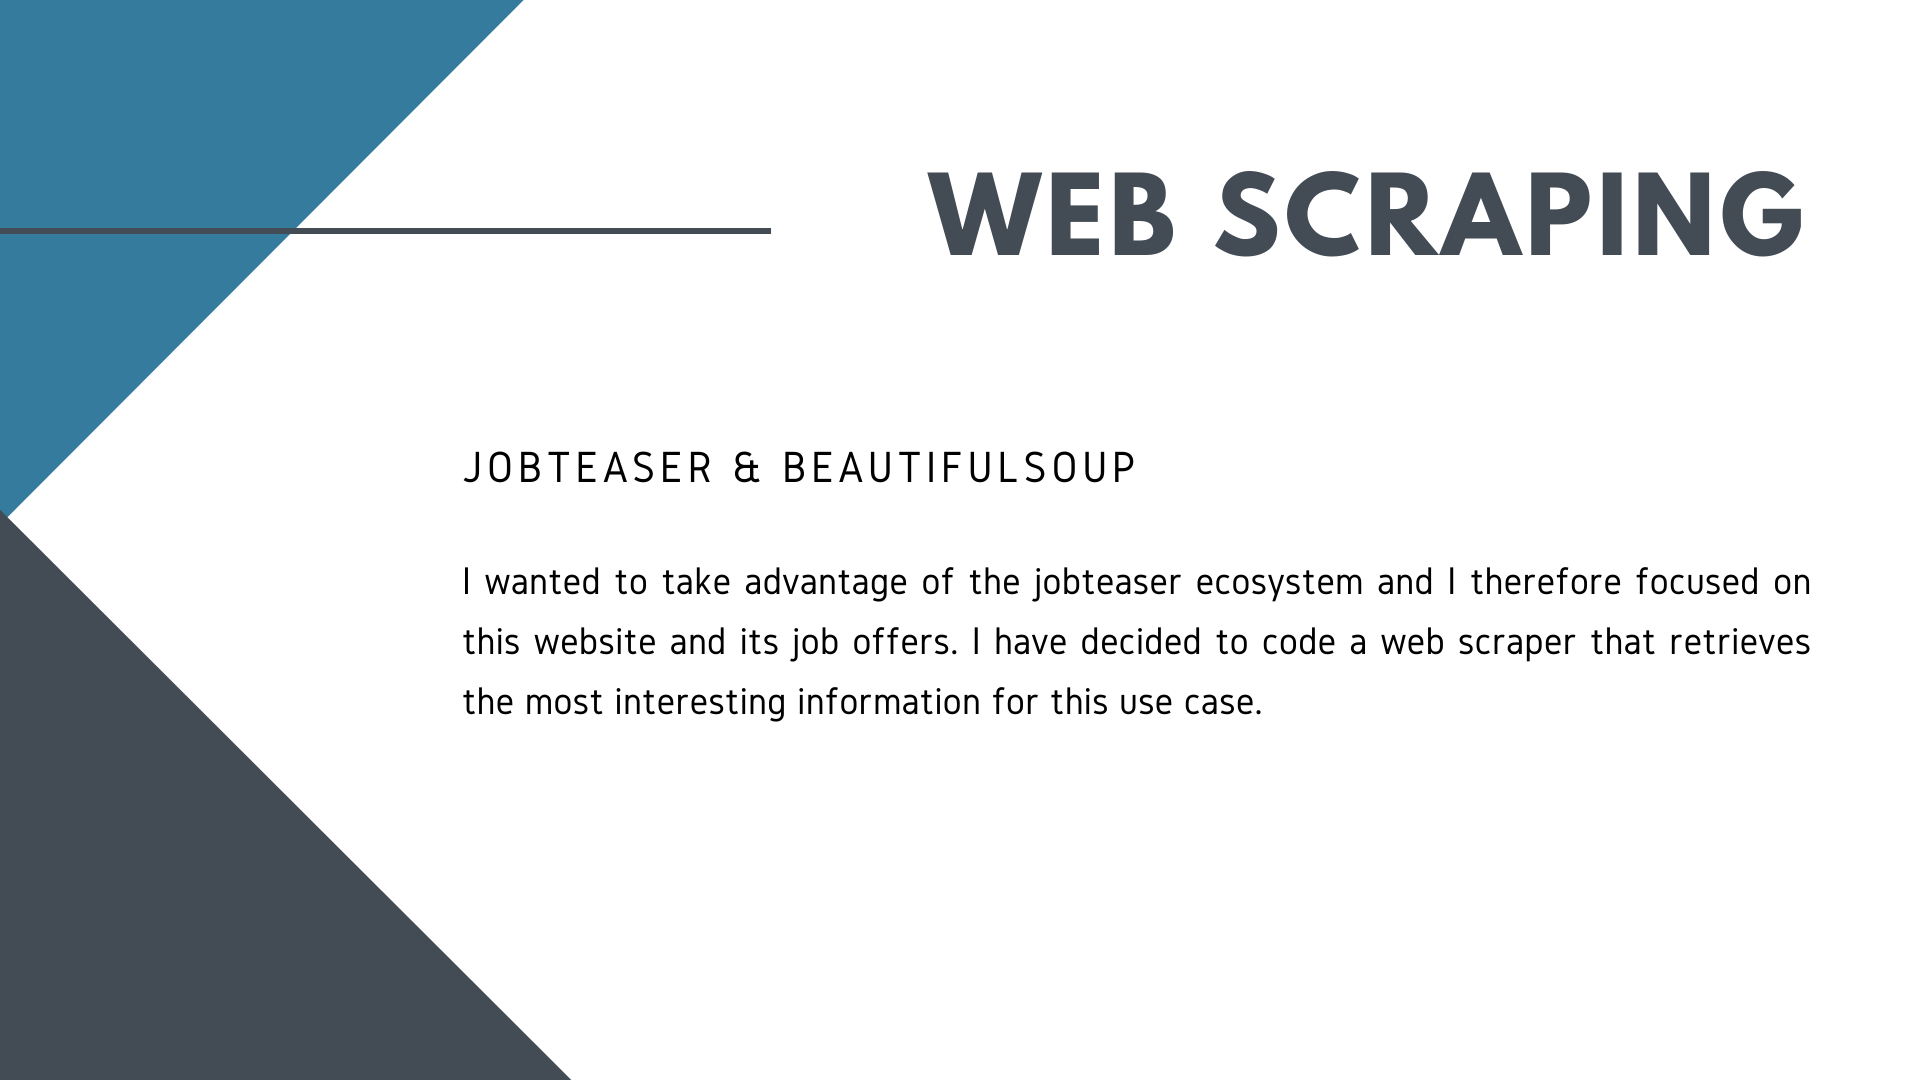 WEB SCRAPING
JOBTEASER & BEAUTIFULSOUP
I wanted to take advantage of the jobteaser ecosystem and I therefore focused on
this website and its job offers. I have decided to code a web scraper that retrieves
the most interesting information for this use case.